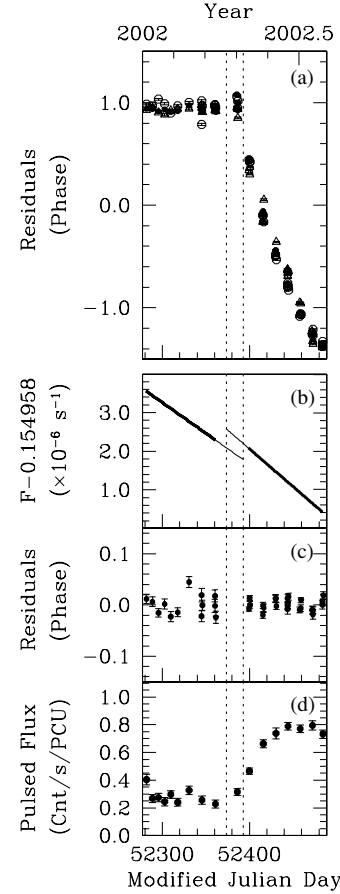 Year
2002 2002.5
(a)
1.0
0.0
−1.0
Residuals
(Phase)
(b)
3.0
2.0
1.0
F−0.154958
(×10⁻⁶ s⁻¹)
(c)
0.1
0.0
−0.1
Residuals
(Phase)
(d)
1.0
0.8
0.6
0.4
0.2
0.0
Pulsed Flux
(Cnt/s/PCU)
52300 52400
Modified Julian Day